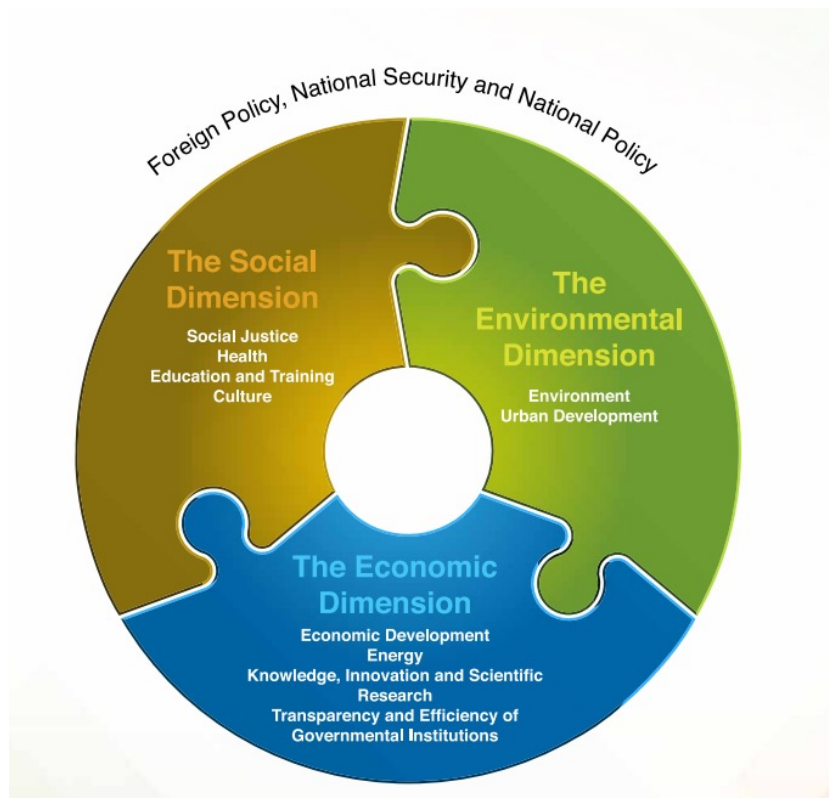 Foreign Policy, National Security and National Policy
The Social
Dimension
Social Justice
Health
Education and Training
Culture
The
Environmental
Dimension
Environment
Urban Development
The Economic
Dimension
Economic Development
Energy
Knowledge, Innovation and Scientific
Research
Transparency and Efficiency of
Governmental Institutions